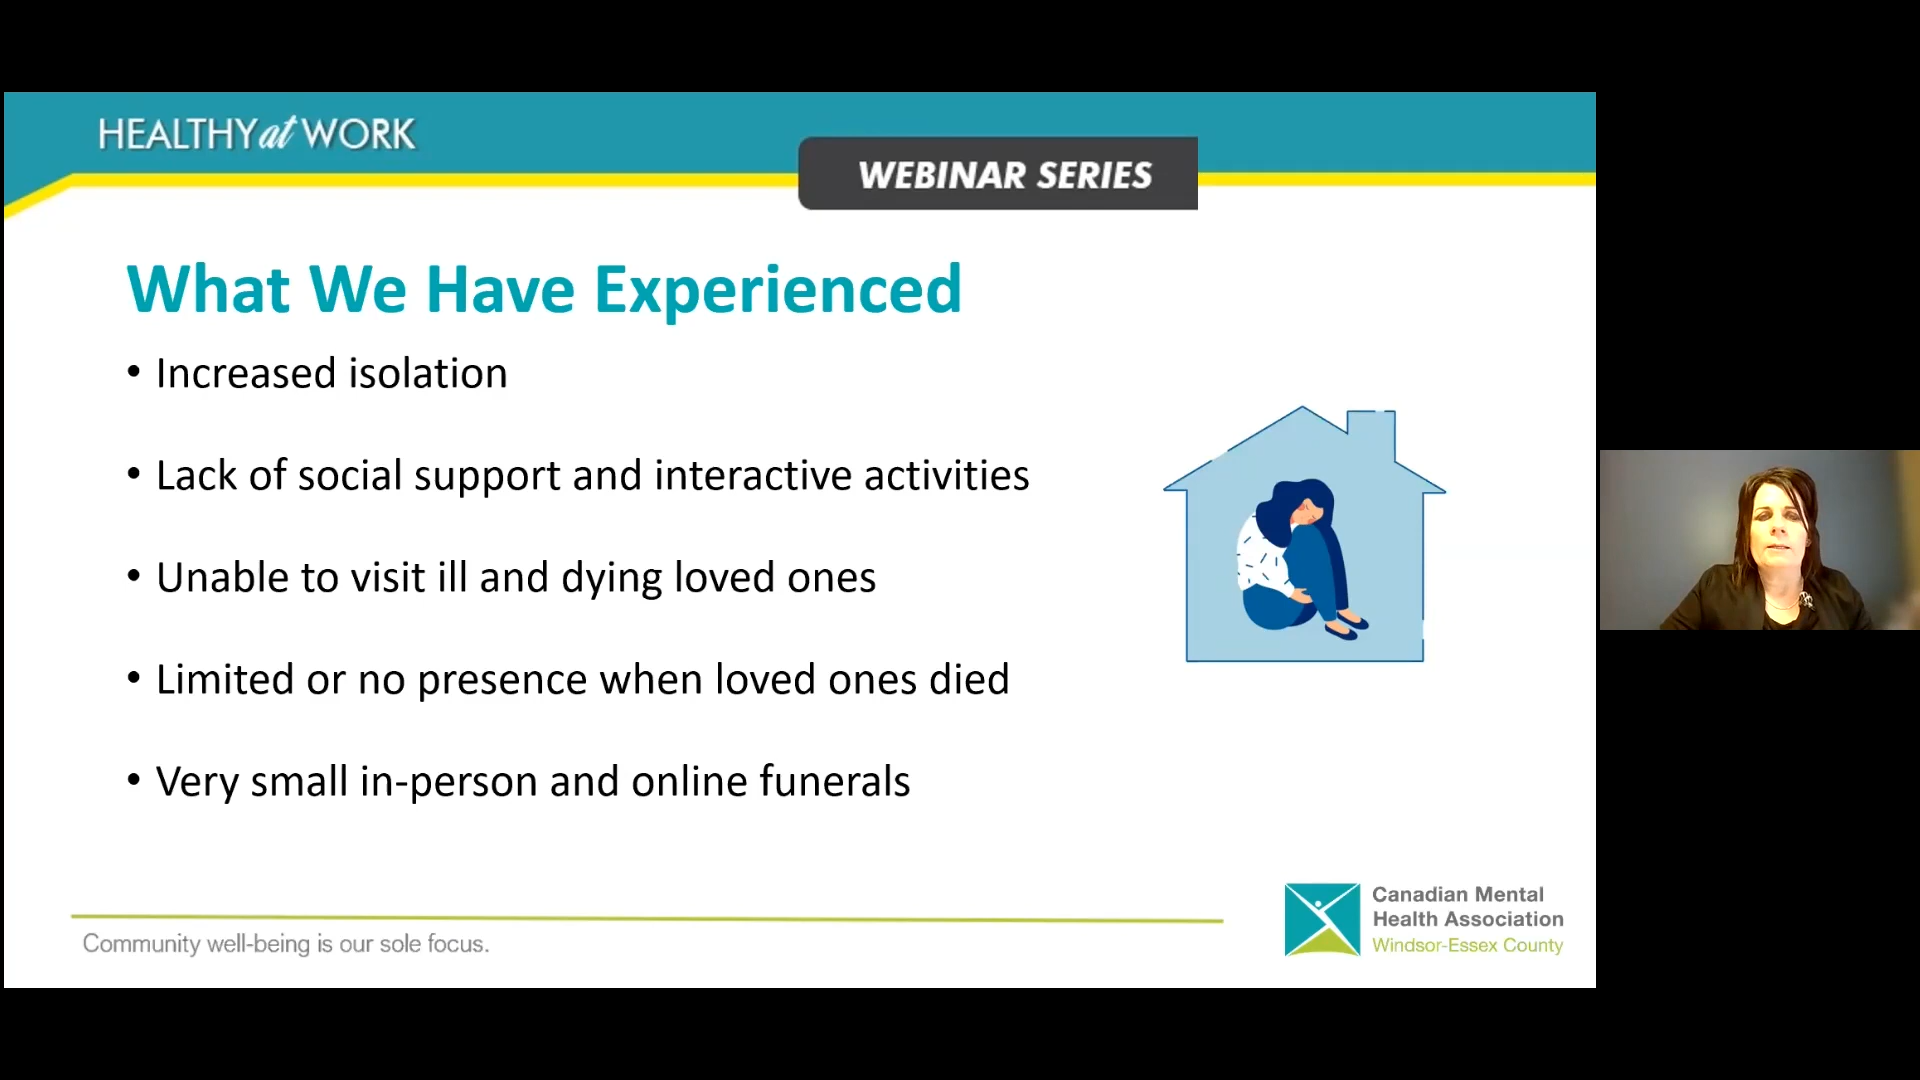 HEALTHY at WORK
WEBINAR SERIES
What We Have Experienced
• Increased isolation
• Lack of social support and interactive activities
• Unable to visit ill and dying loved ones
• Limited or no presence when loved ones died
• Very small in-person and online funerals
Community well-being is our sole focus.
Canadian Mental
Health Association
Windsor-Essex County